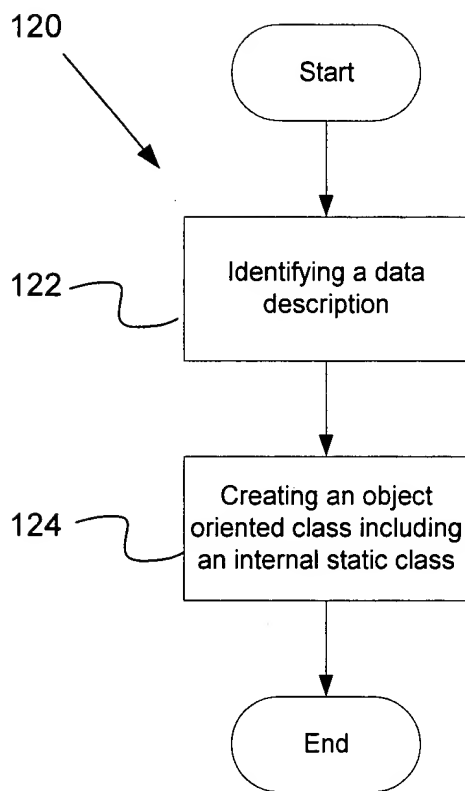 120
Start
122
Identifying a data
description
124
Creating an object
oriented class including
an internal static class
End